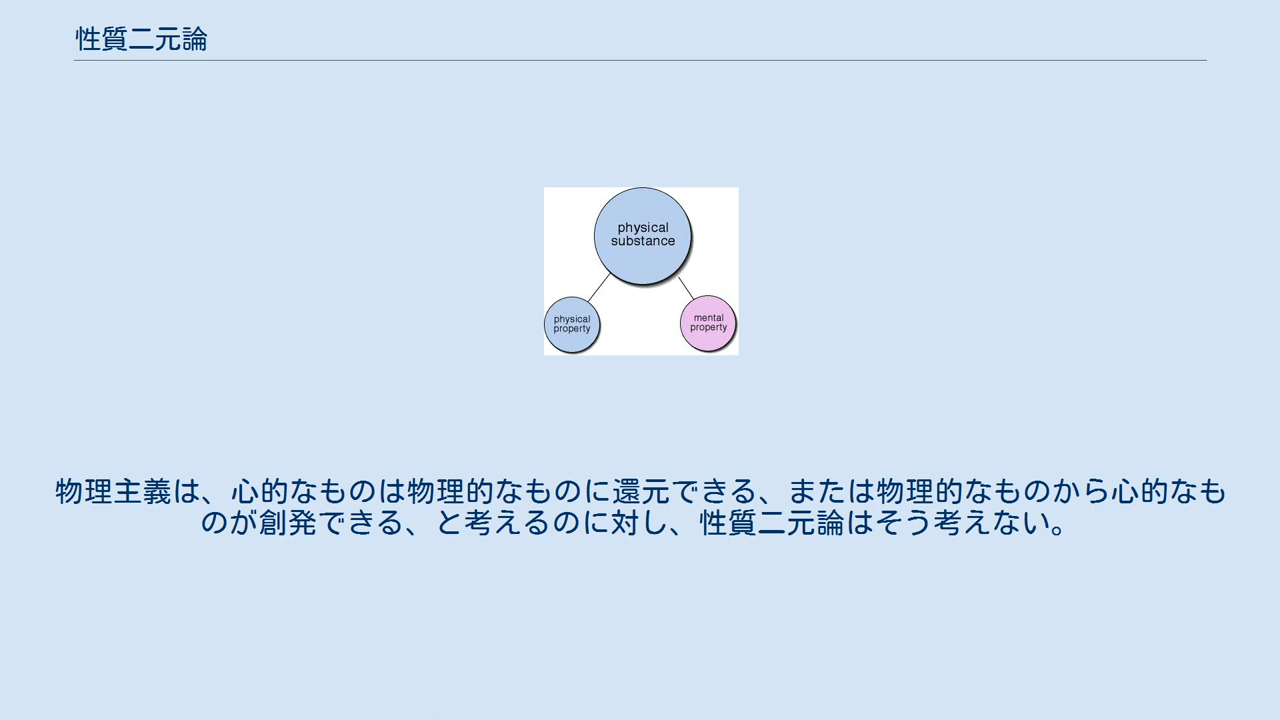 性質二元論
physical
substance
physical
property
mental
property
物理主義は、心的なものは物理的なものに還元できる、または物理的なものから心的なも
のが創発できる、と考えるのに対し、性質二元論はそう考えない。